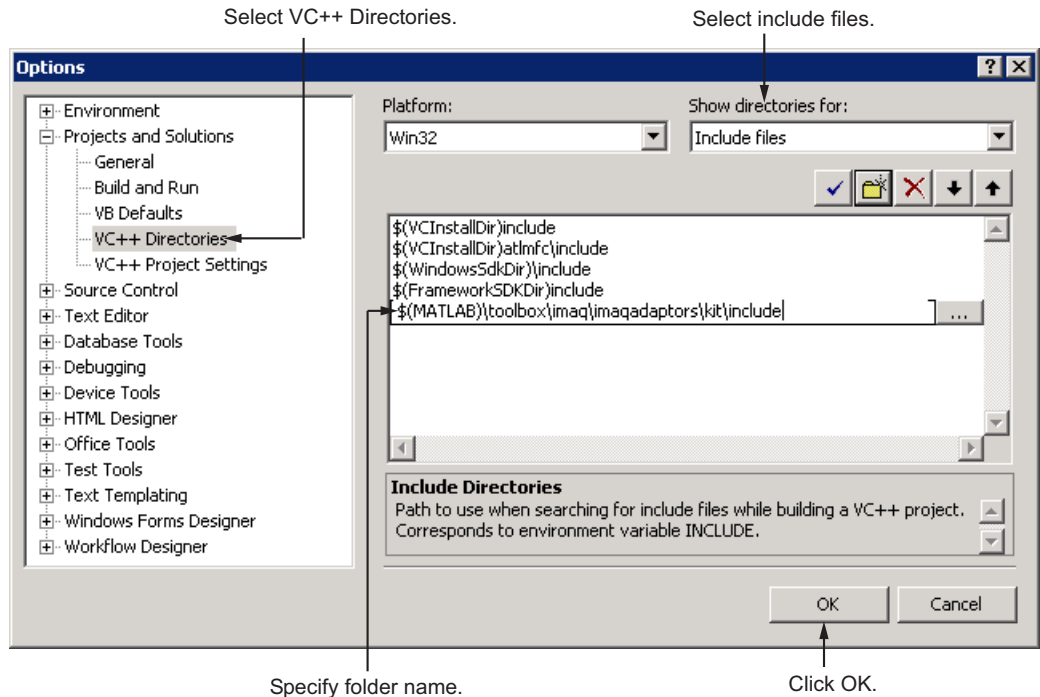 Select VC++ Directories.
Select include files.
Options
Environment
Projects and Solutions
General
Build and Run
VB Defaults
VC++ Directories
VC++ Project Settings
Source Control
Text Editor
Database Tools
Debugging
Device Tools
HTML Designer
Office Tools
Test Tools
Text Templating
Windows Forms Designer
Workflow Designer
Platform:
Win32
Show directories for:
Include files
$(VCInstallDir)include
$(VCInstallDir)atlmfc\include
$(WindowsSdkDir)\include
$(FrameworkSDKDir)include
$(MATLAB)\toolbox\imaq\imaqadaptors\kit\include
...
Include Directories
Path to use when searching for include files while building a VC++ project.
Corresponds to environment variable INCLUDE.
OK
Cancel
Specify folder name.
Click OK.